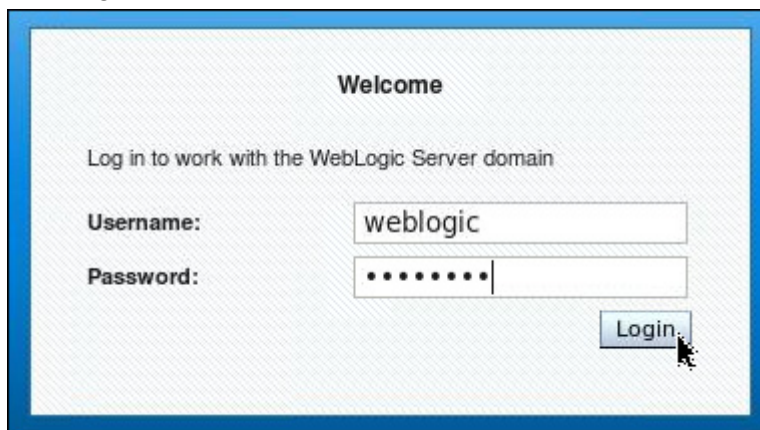 Welcome
Log in to work with the WebLogic Server domain
Username: weblogic
Password: ••••••••
Login